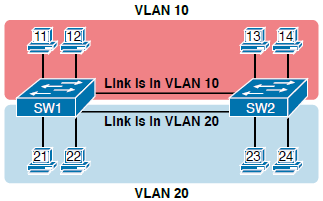 VLAN 10
11 12 13 14
Link is in VLAN 10
SW1 SW2
Link is in VLAN 20
21 22 23 24
VLAN 20